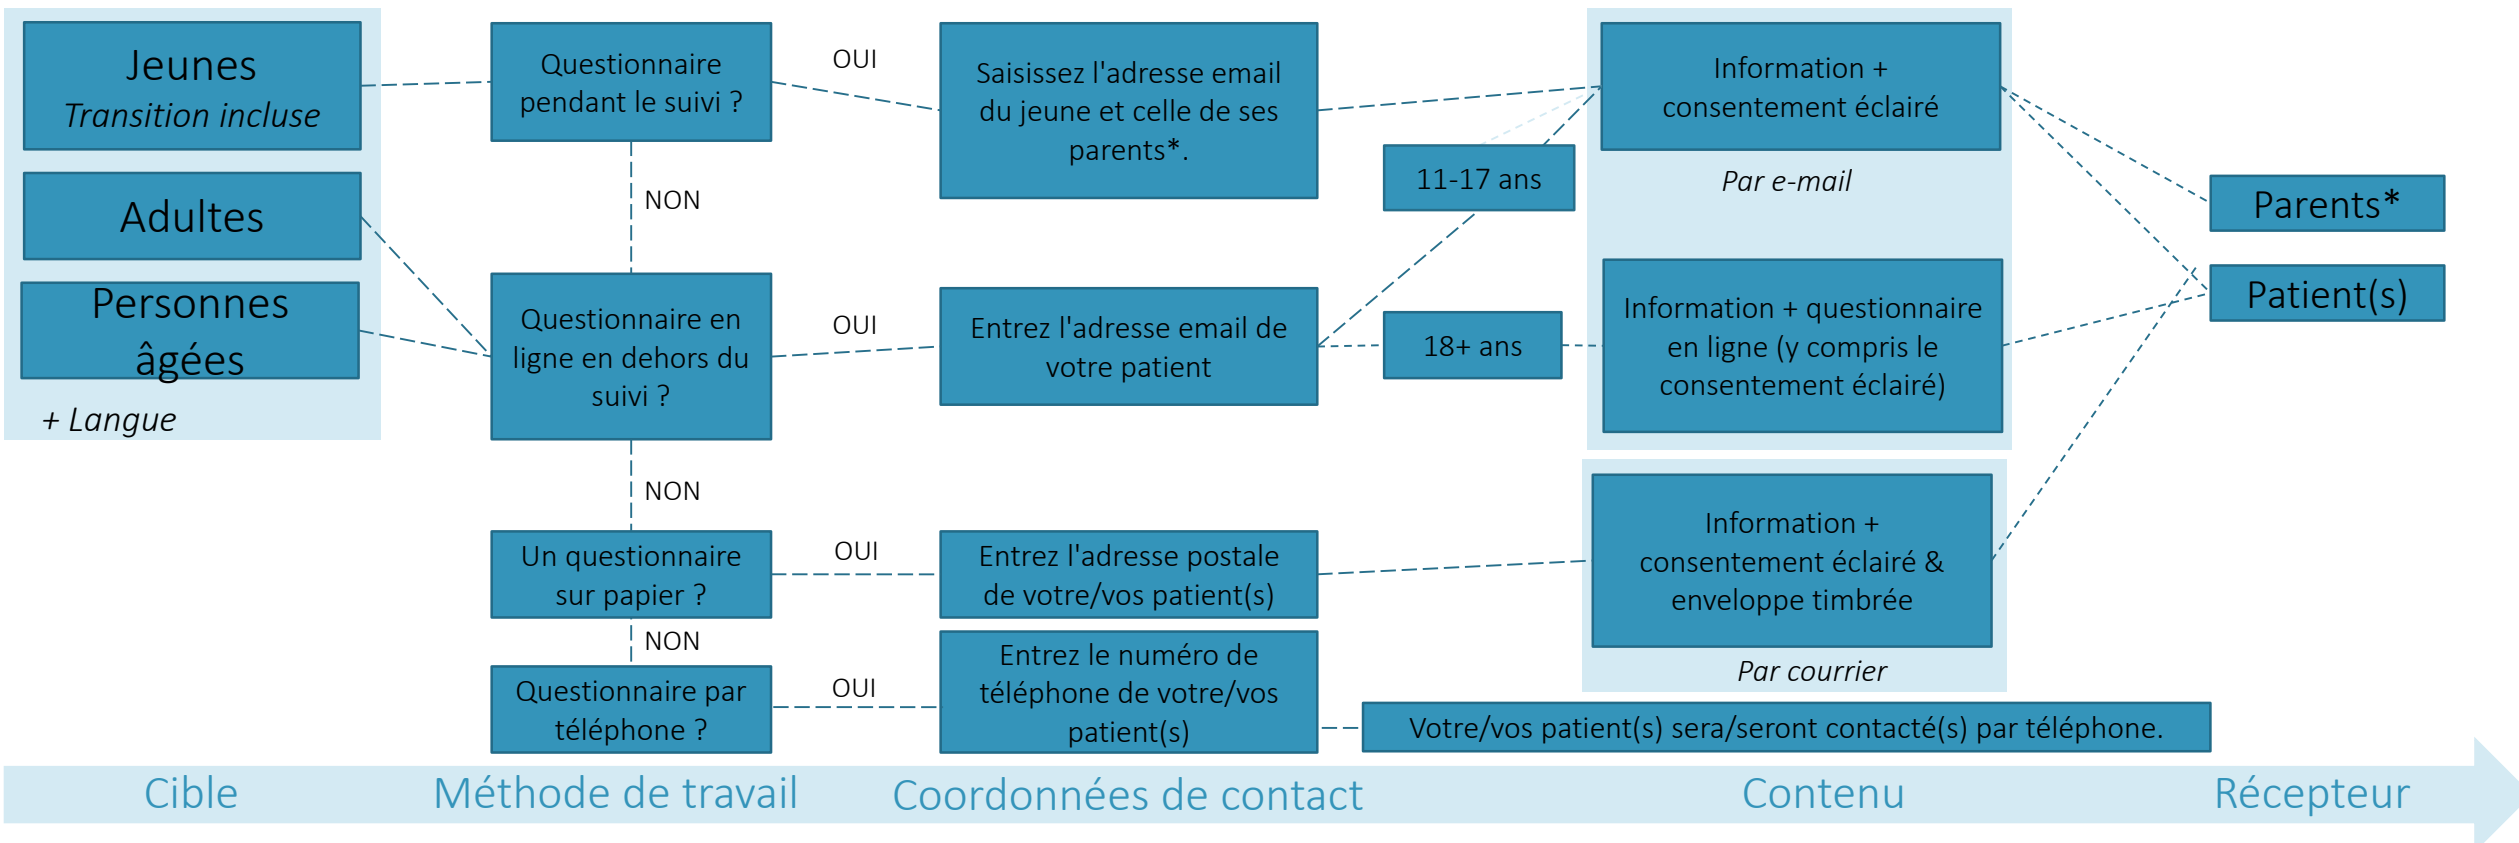 Jeunes
Transition incluse
Adultes
Personnes
âgées
+ Langue
Questionnaire
pendant le suivi ?
OUI
NON
Questionnaire en
ligne en dehors du
suivi ?
OUI
NON
Un questionnaire
sur papier ?
OUI
NON
Questionnaire par
téléphone ?
OUI
Saisissez l'adresse email
du jeune et celle de ses
parents*.
Entrez l'adresse email de
votre patient
Entrez l'adresse postale
de votre/vos patient(s)
Entrez le numéro de
téléphone de votre/vos
patient(s)
11-17 ans
18+ ans
Information +
consentement éclairé
Par e-mail
Information + questionnaire
en ligne (y compris le
consentement éclairé)
Information +
consentement éclairé &
enveloppe timbrée
Par courrier
Votre/vos patient(s) sera/seront contacté(s) par téléphone.
Parents*
Patient(s)
Cible
Méthode de travail
Coordonnées de contact
Contenu
Récepteur